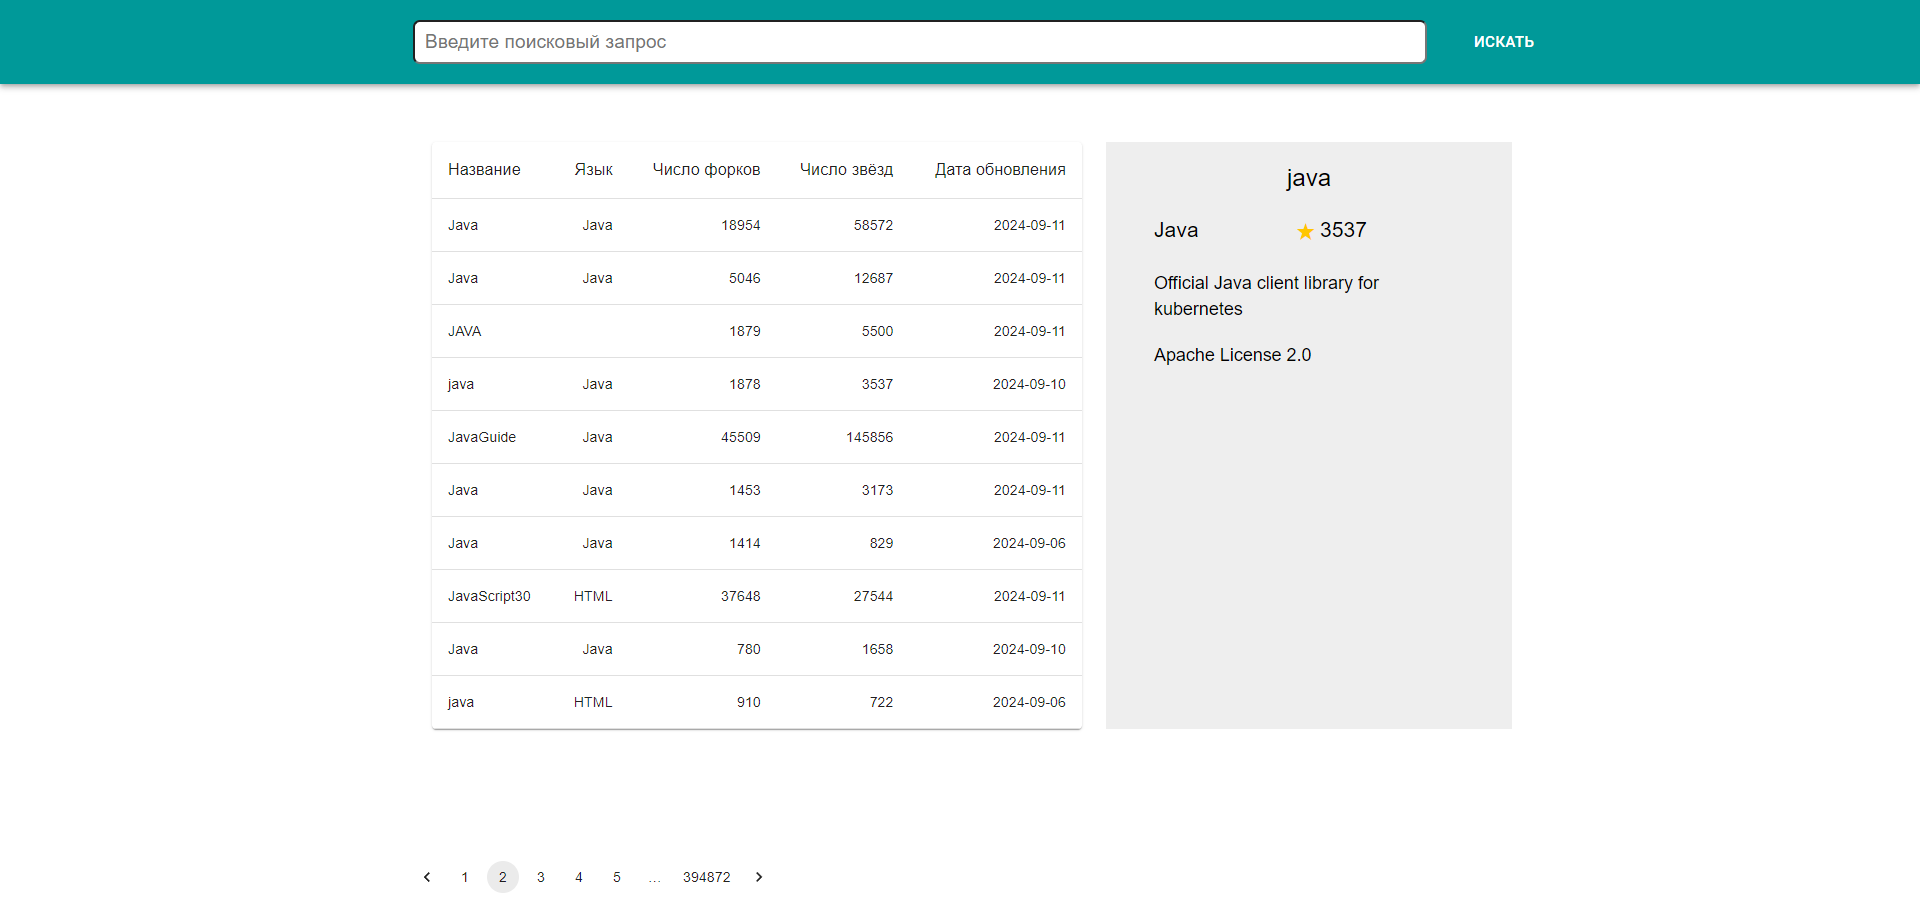 Введите поисковый запрос
ИСКАТЬ
Название Язык Число форков Число звёзд Дата обновления
Java Java 18954 58572 2024-09-11
Java Java 5046 12687 2024-09-11
JAVA 1879 5500 2024-09-11
java Java 1878 3537 2024-09-10
JavaGuide Java 45509 145856 2024-09-11
Java Java 1453 3173 2024-09-11
Java Java 1414 829 2024-09-06
JavaScript30 HTML 37648 27544 2024-09-11
Java Java 780 1658 2024-09-10
java HTML 910 722 2024-09-06
java
Java ★ 3537
Official Java client library for
kubernetes
Apache License 2.0
1 2 3 4 5 … 394872